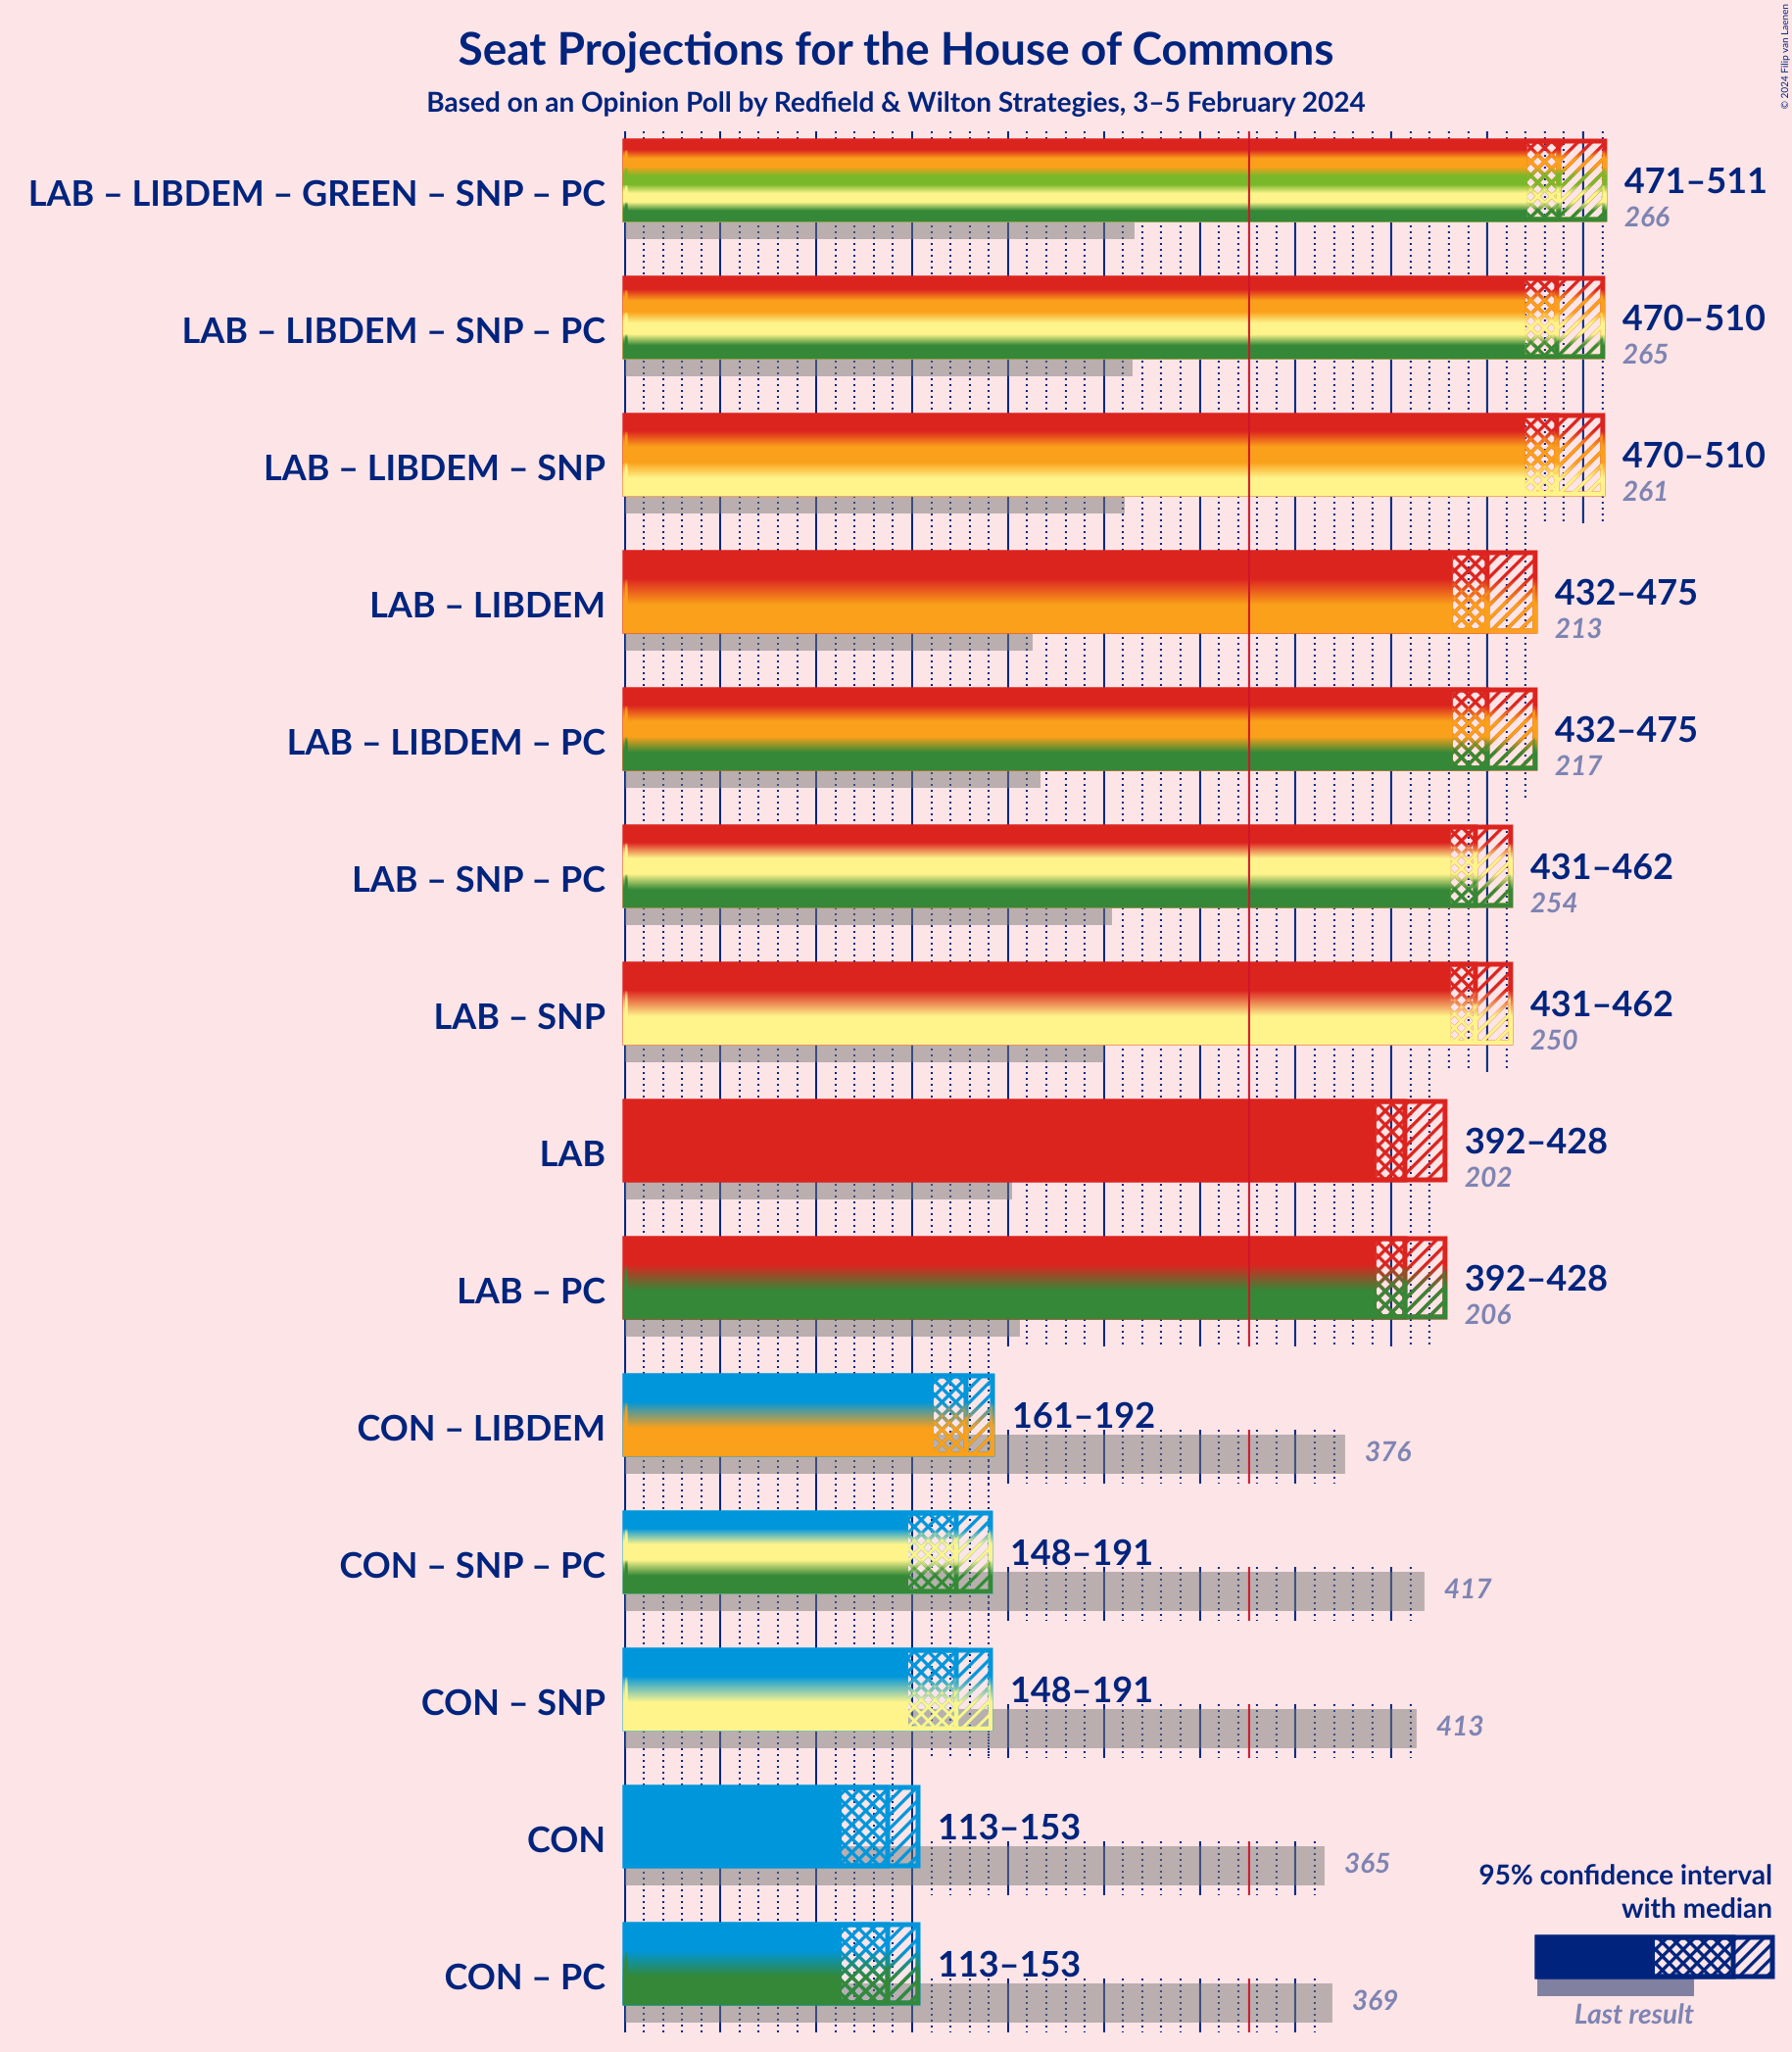 Seat Projections for the House of Commons
Based on an Opinion Poll by Redfield & Wilton Strategies, 3–5 February 2024
© 2024 Filip van Laenen
LAB – LIBDEM – GREEN – SNP – PC
471–511
266
LAB – LIBDEM – SNP – PC
470–510
265
LAB – LIBDEM – SNP
470–510
261
LAB – LIBDEM
432–475
213
LAB – LIBDEM – PC
432–475
217
LAB – SNP – PC
431–462
254
LAB – SNP
431–462
250
LAB
392–428
202
LAB – PC
392–428
206
CON – LIBDEM
161–192
376
CON – SNP – PC
148–191
417
CON – SNP
148–191
413
CON
113–153
365
CON – PC
113–153
369
95% confidence interval
with median
Last result